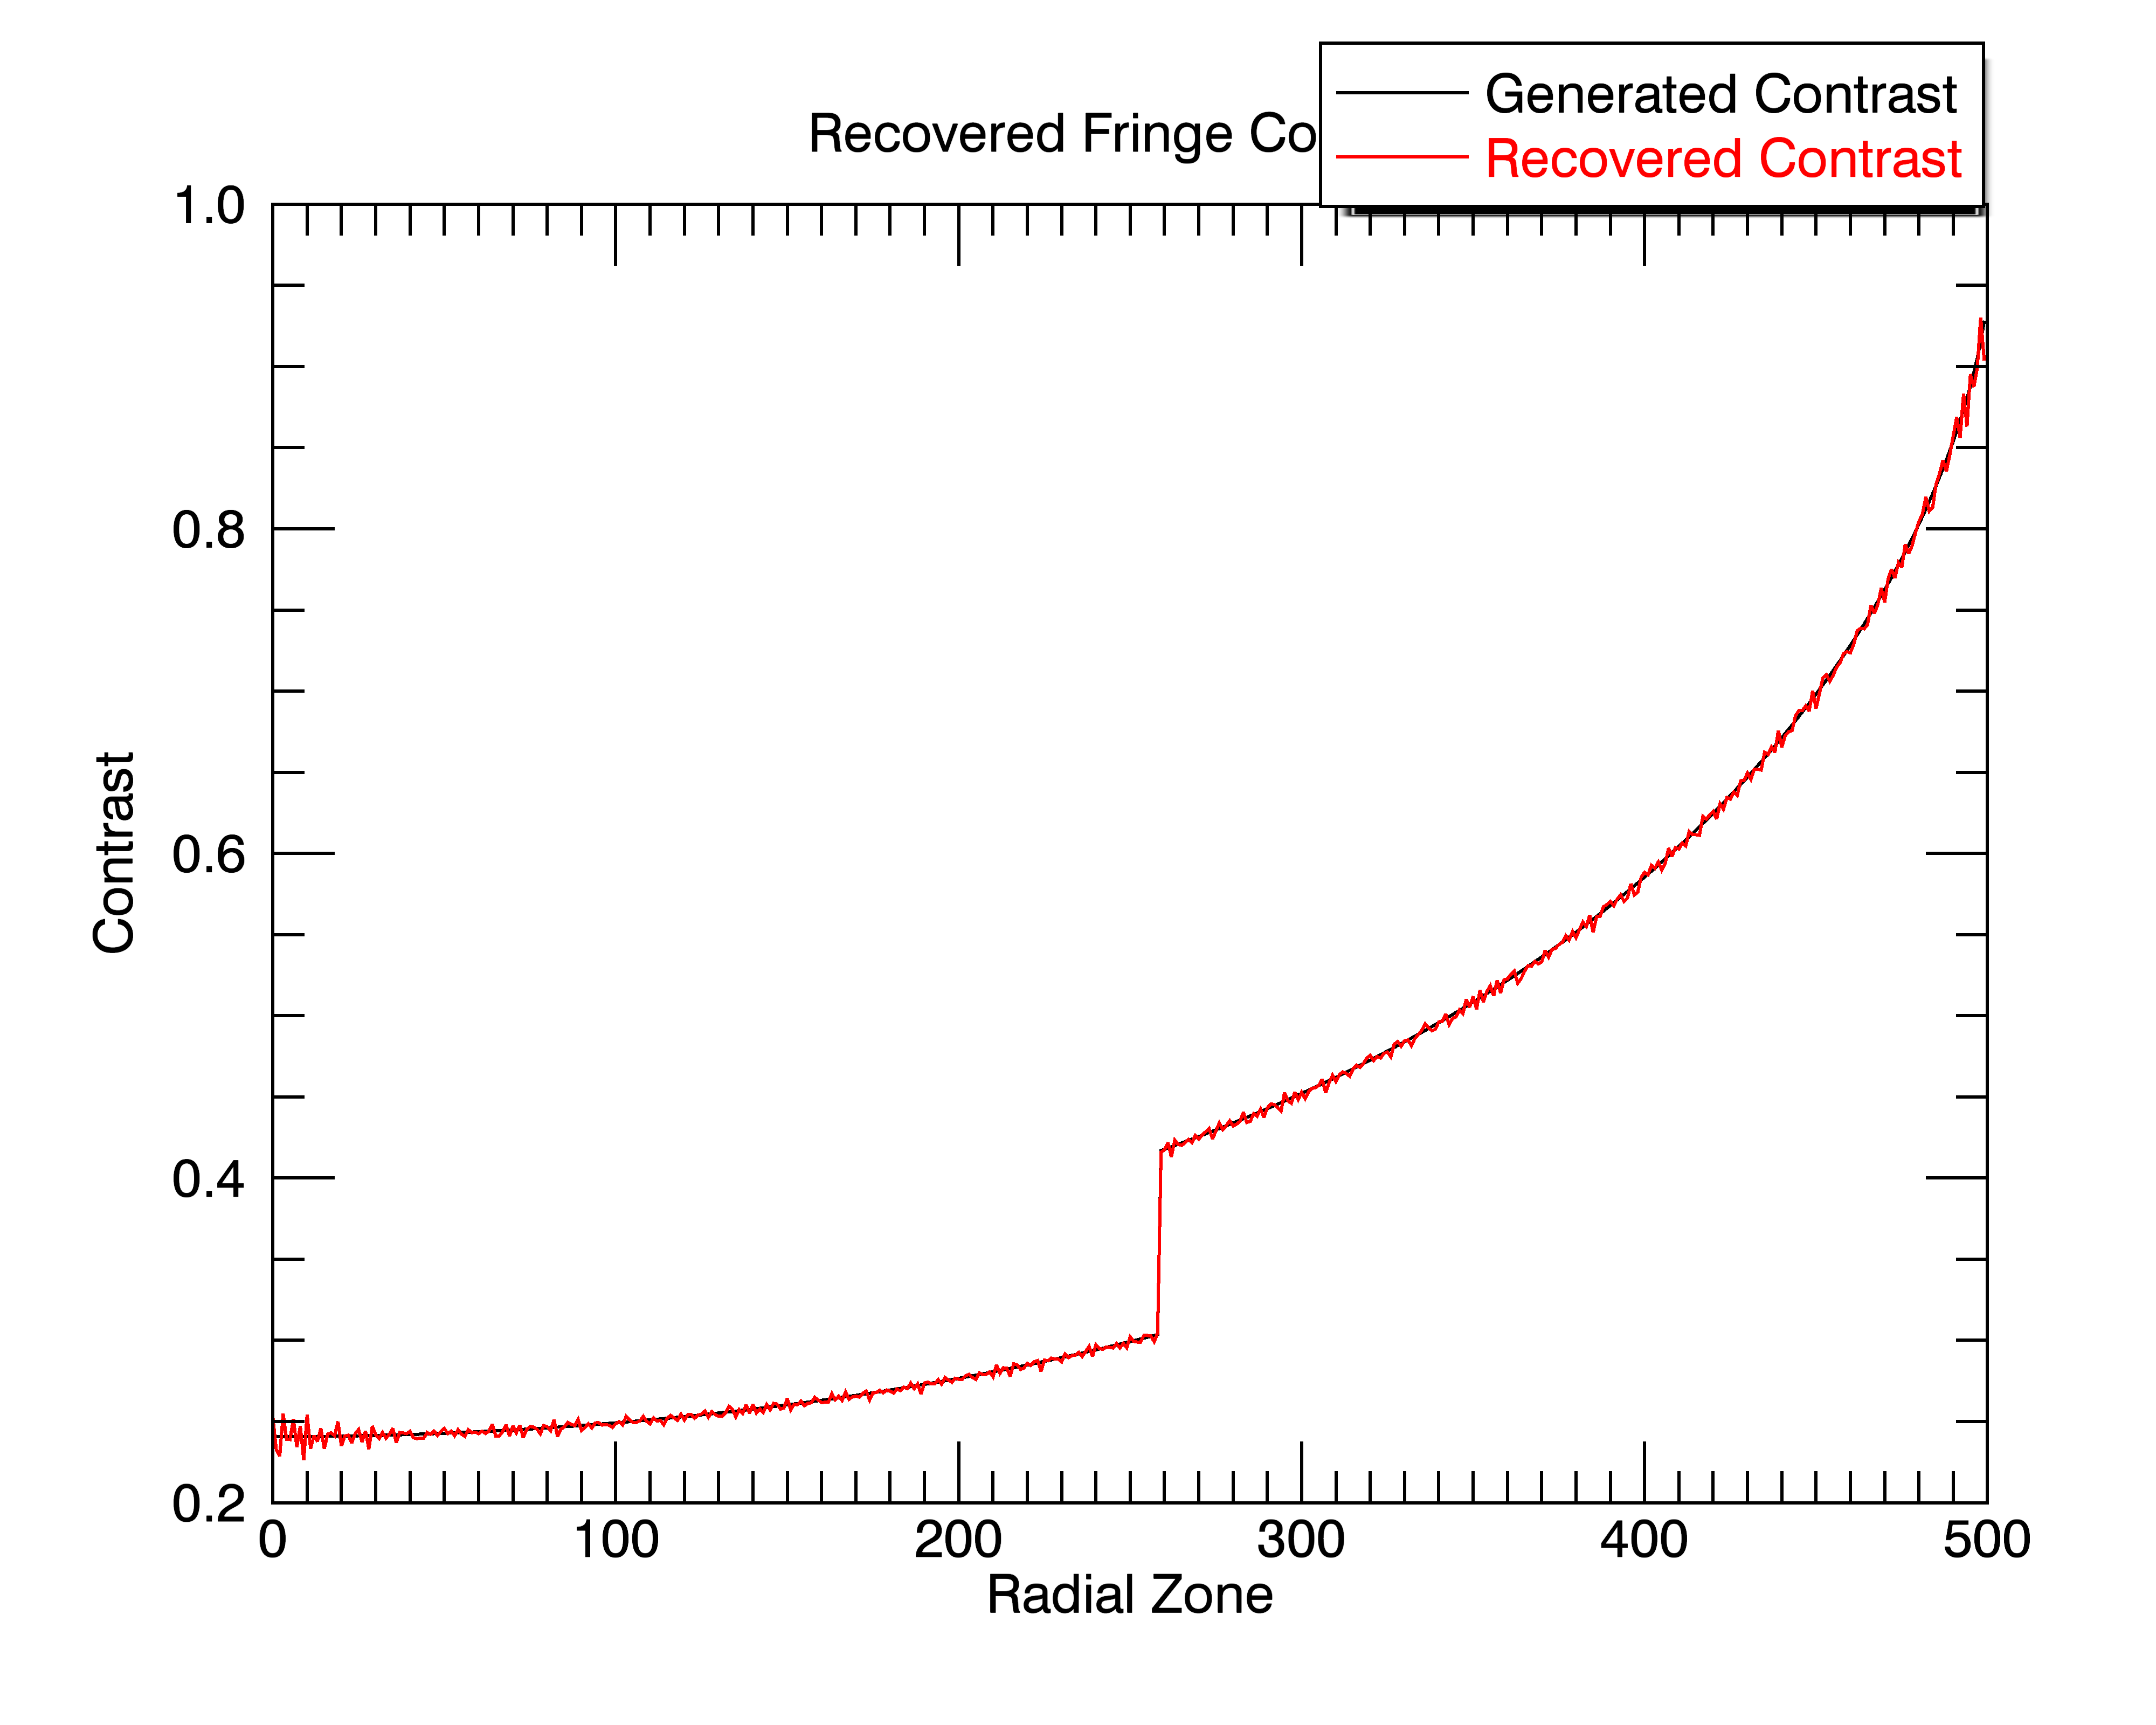 Generated Contrast
Recovered Contrast
Recovered Fringe Co
1.0
0.8
0.6
0.4
0.2
Contrast
0 100 200 300 400 500
Radial Zone